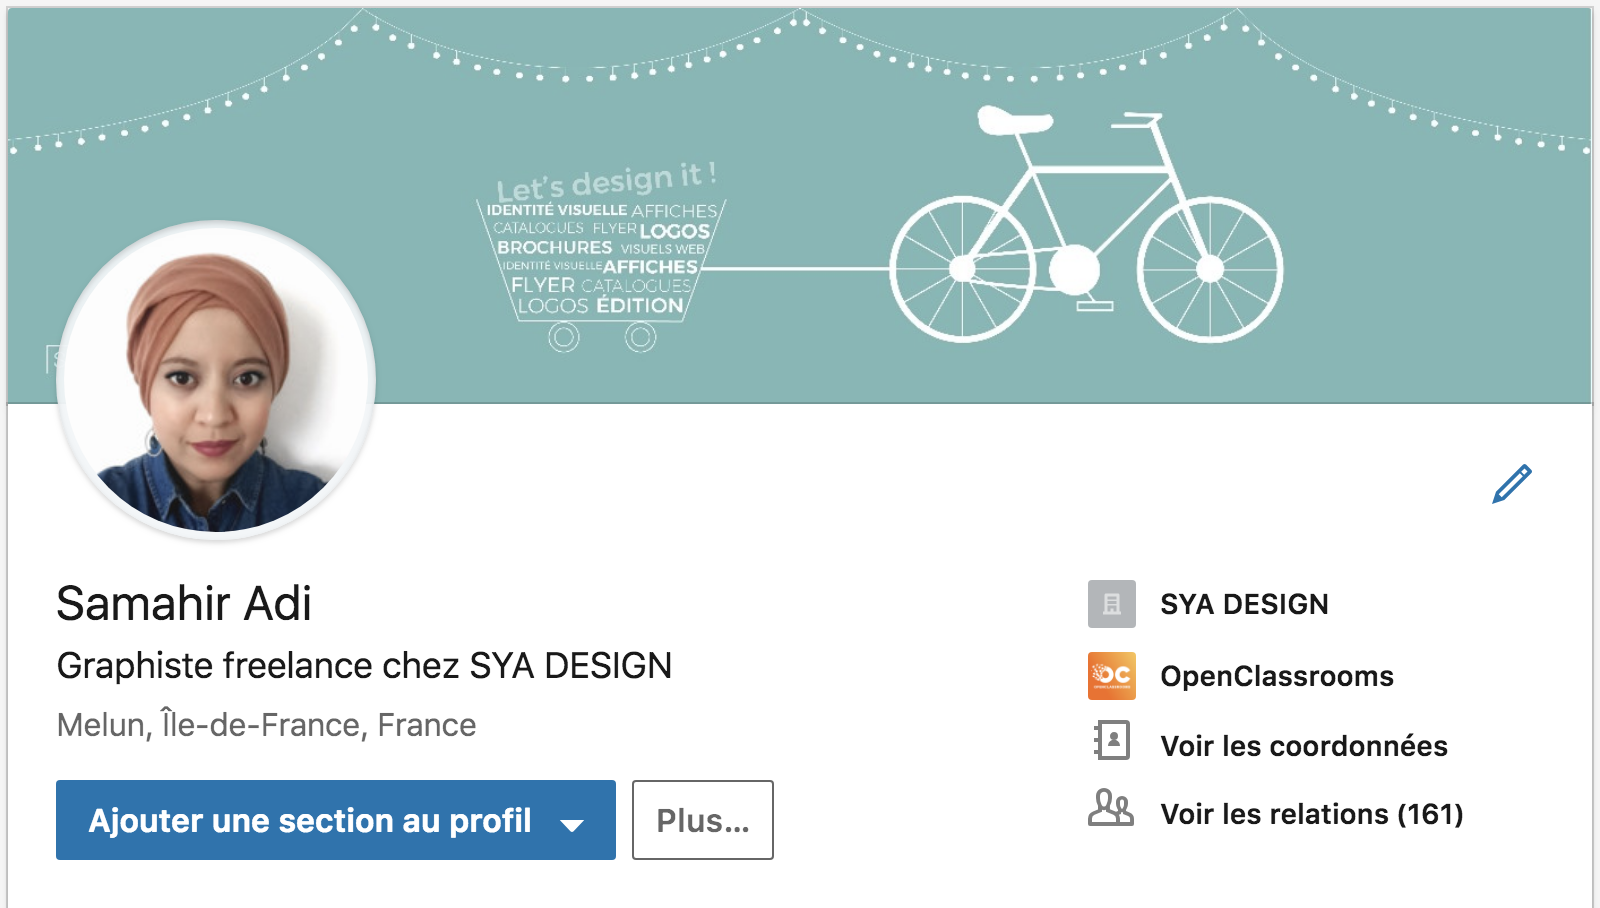 Let's design it !
IDENTITÉ VISUELLE AFFICHES
CATALOGUES FLYER LOGOS
BROCHURES VISUELS WEB
IDENTITÉ VISUELLE AFFICHES
FLYER CATALOGUES
LOGOS ÉDITION
Samahir Adi
Graphiste freelance chez SYA DESIGN
Melun, Île-de-France, France
Ajouter une section au profil
Plus...
SYA DESIGN
OC
OPENCLASSROOMS
OpenClassrooms
Voir les coordonnées
Voir les relations (161)